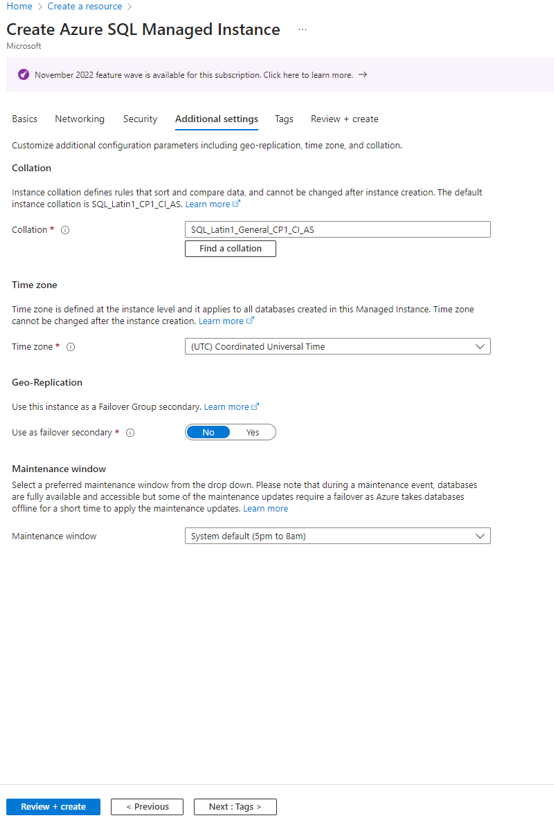 Home > Create a resource >
Create Azure SQL Managed Instance ...
Microsoft
November 2022 feature wave is available for this subscription. Click here to learn more. →
Basics Networking Security Additional settings Tags Review + create
Customize additional configuration parameters including geo-replication, time zone, and collation.
Collation
Instance collation defines rules that sort and compare data, and cannot be changed after instance creation. The default
instance collation is SQL_Latin1_CP1_CI_AS. Learn more
Collation * SQL_Latin1_General_CP1_CI_AS
Find a collation
Time zone
Time zone is defined at the instance level and it applies to all databases created in this Managed Instance. Time zone
cannot be changed after the instance creation. Learn more
Time zone * (UTC) Coordinated Universal Time
Geo-Replication
Use this instance as a Failover Group secondary. Learn more
Use as failover secondary * No Yes
Maintenance window
Select a preferred maintenance window from the drop down. Please note that during a maintenance event, databases
are fully available and accessible but some of the maintenance updates require a failover as Azure takes databases
offline for a short time to apply the maintenance updates. Learn more
Maintenance window System default (5pm to 8am)
Review + create < Previous Next : Tags >